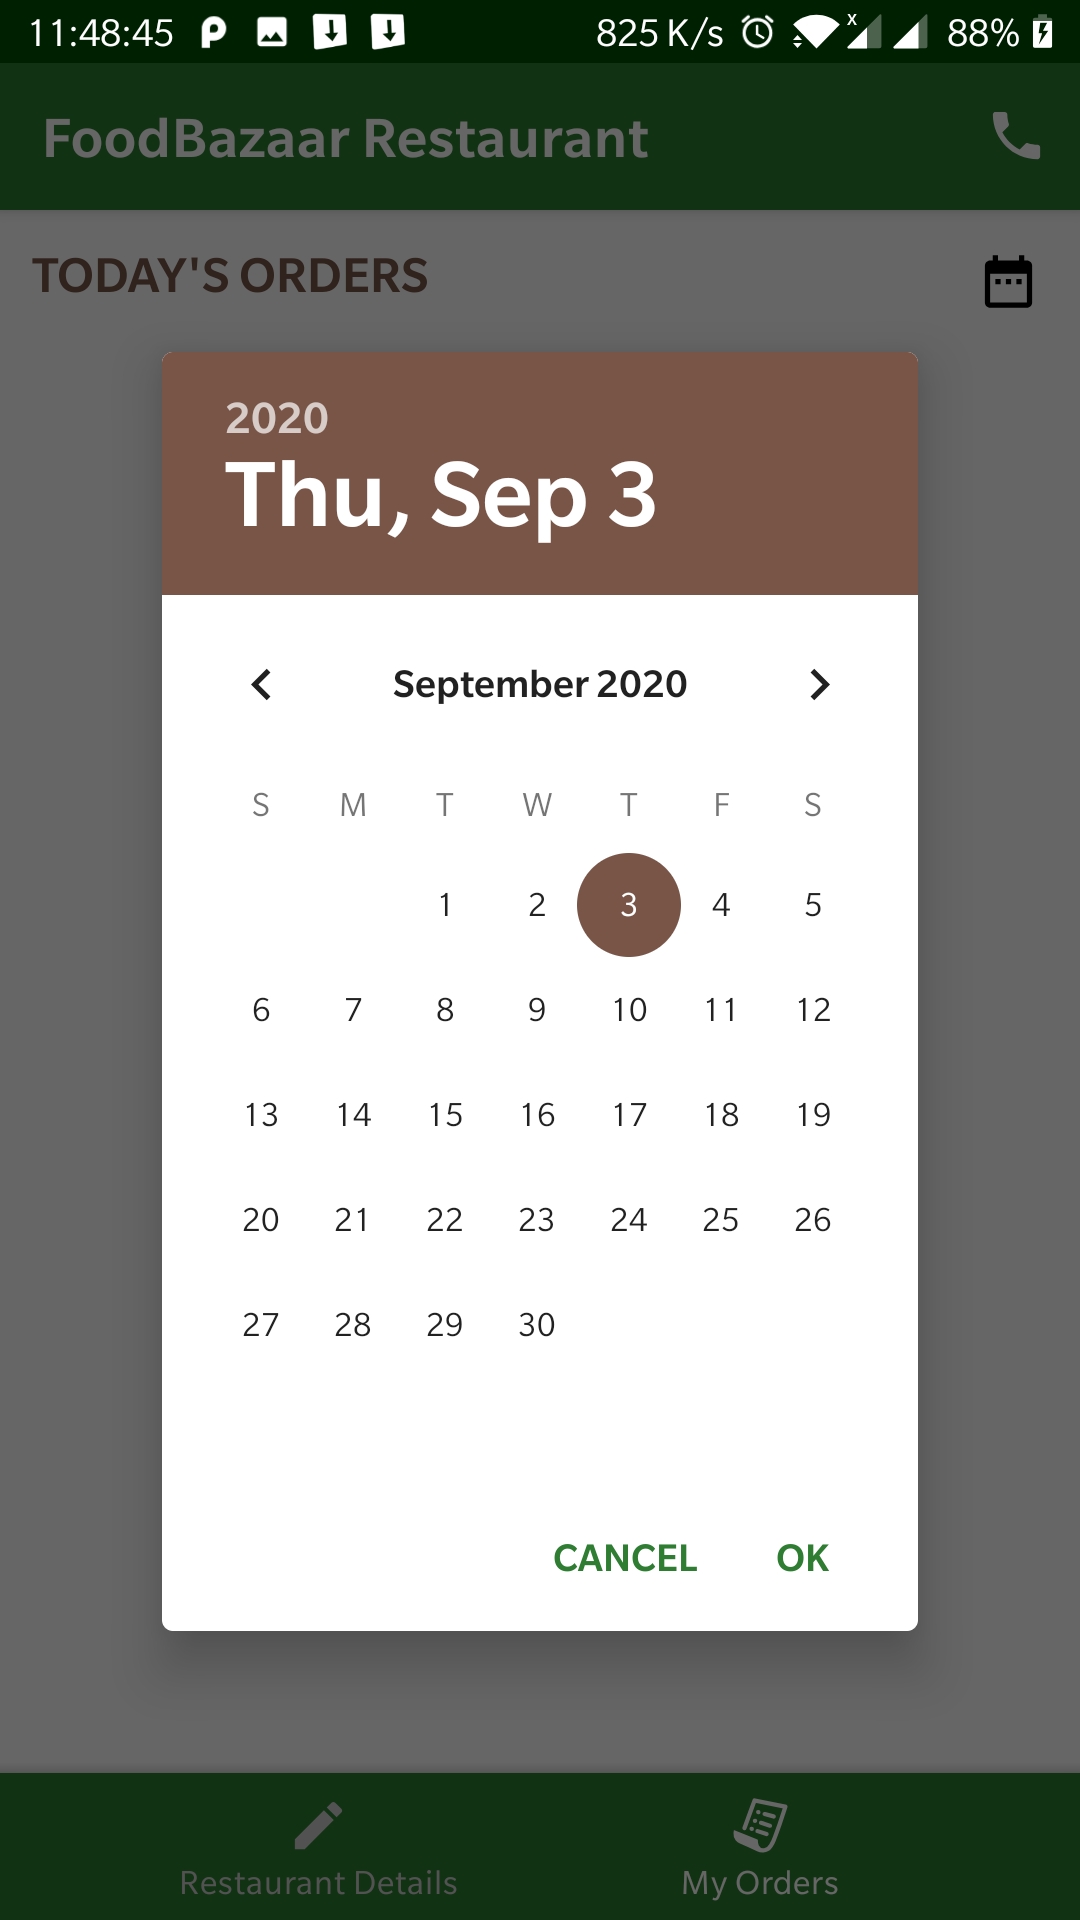 11:48:45 825 K/s x 88%
FoodBazaar Restaurant
TODAY'S ORDERS
2020
Thu, Sep 3
September 2020
S M T W T F S
1 2 3 4 5
6 7 8 9 10 11 12
13 14 15 16 17 18 19
20 21 22 23 24 25 26
27 28 29 30
CANCEL OK
Restaurant Details My Orders